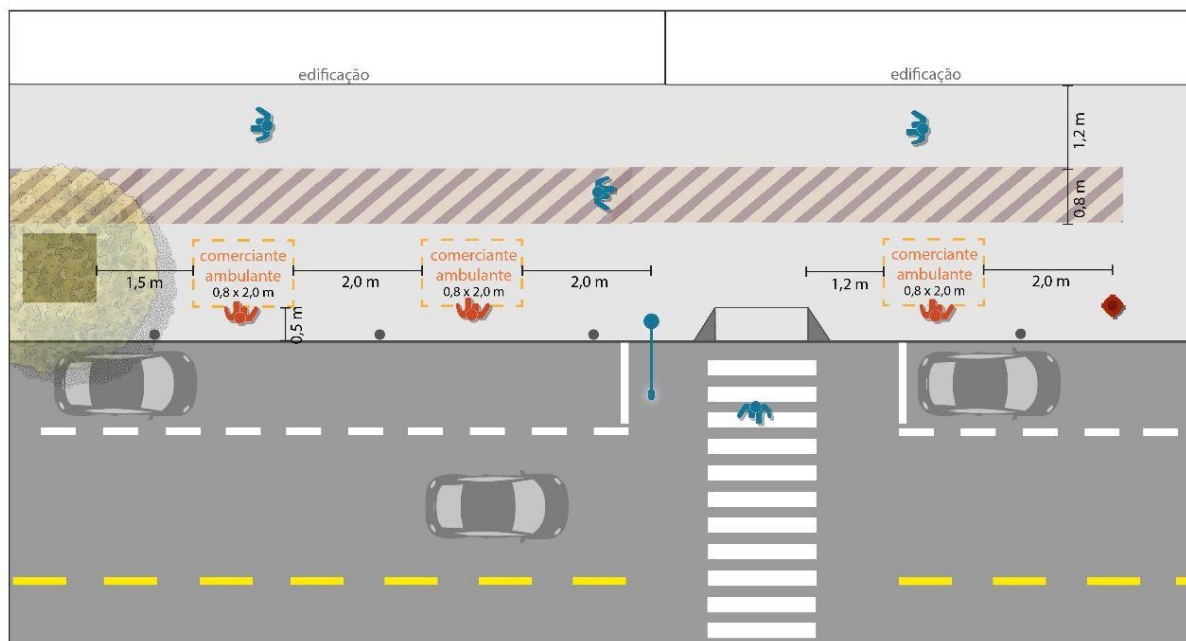 edificação
edificação
1,2 m
0,8 m
comerciante
ambulante
0,8 x 2,0 m
comerciante
ambulante
0,8 x 2,0 m
comerciante
ambulante
0,8 x 2,0 m
1,5 m
2,0 m
2,0 m
1,2 m
2,0 m
0,5 m